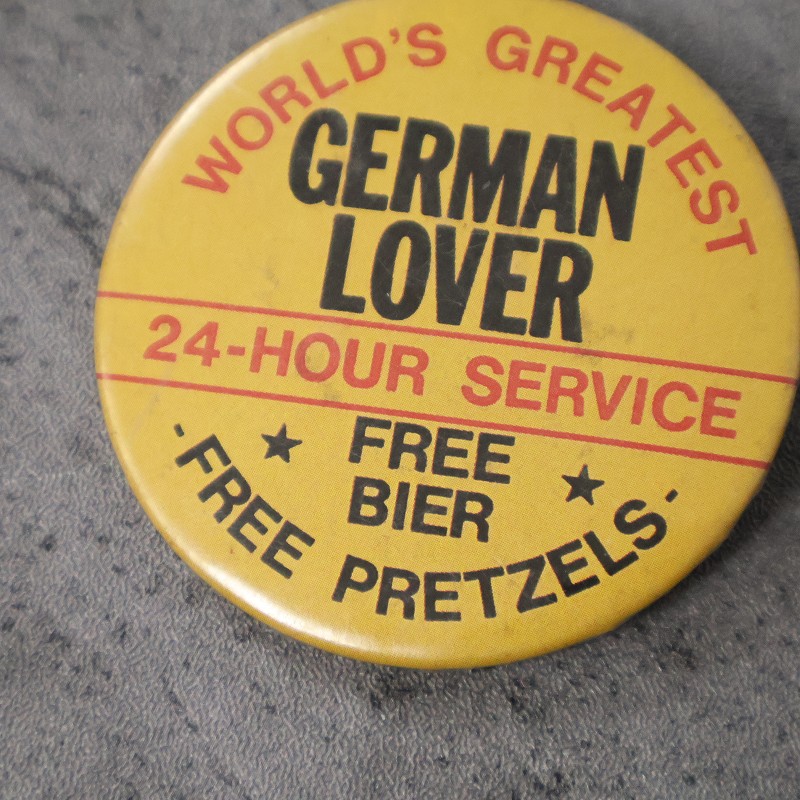 WORLD'S GREATEST
GERMAN
LOVER
24-HOUR SERVICE
★ FREE ★
BIER
-FREE PRETZELS-